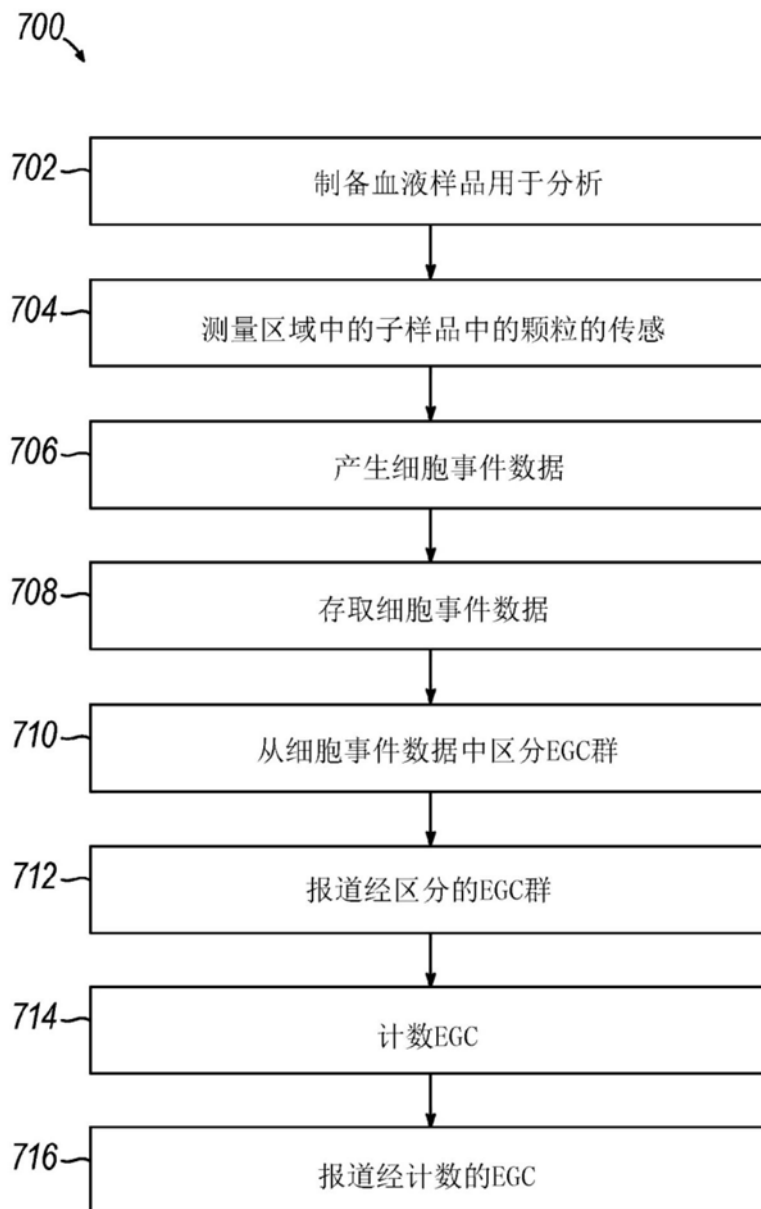 700
702
制备血液样品用于分析
704
测量区域中的子样品中的颗粒的传感
706
产生细胞事件数据
708
存取细胞事件数据
710
从细胞事件数据中区分EGC群
712
报道经区分的EGC群
714
计数EGC
716
报道经计数的EGC